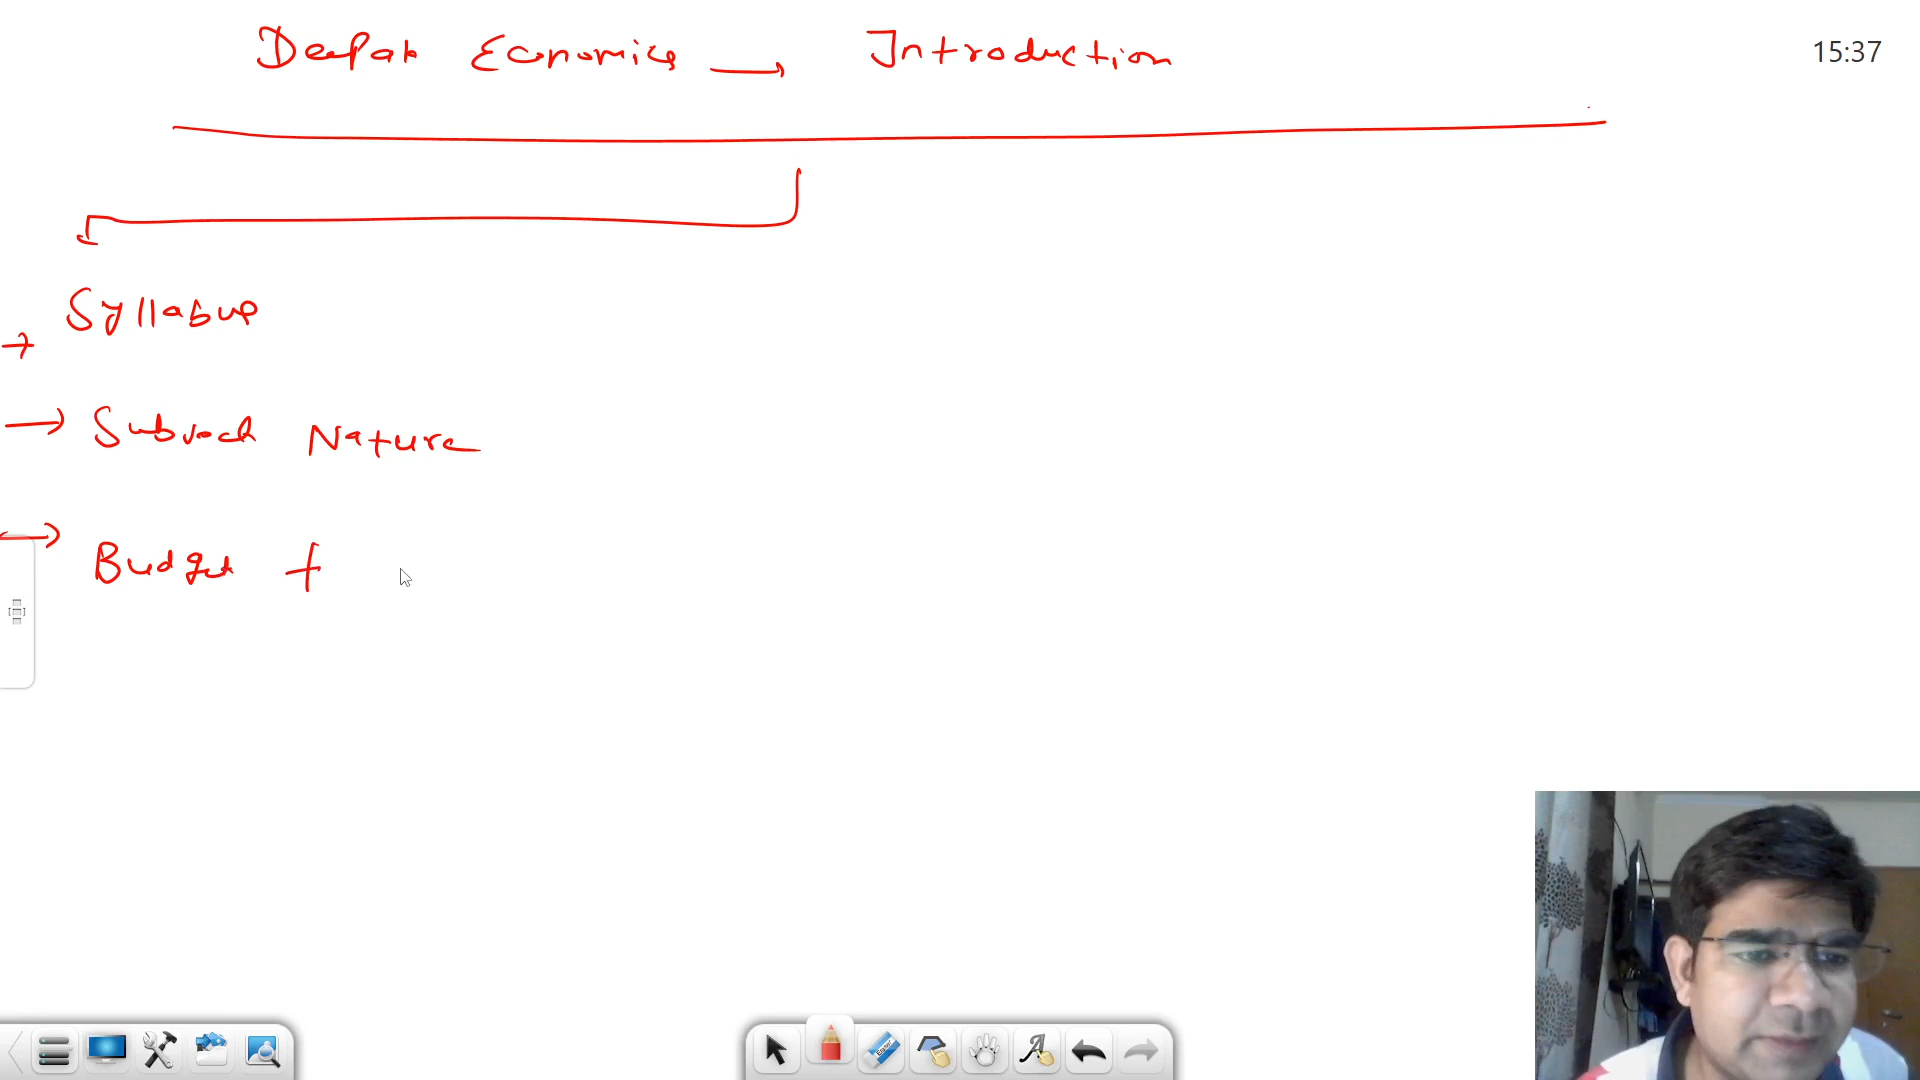 Deepak Economics → Introduction
15:37
Syllabus
→
→ Subject Nature
→ Budget +